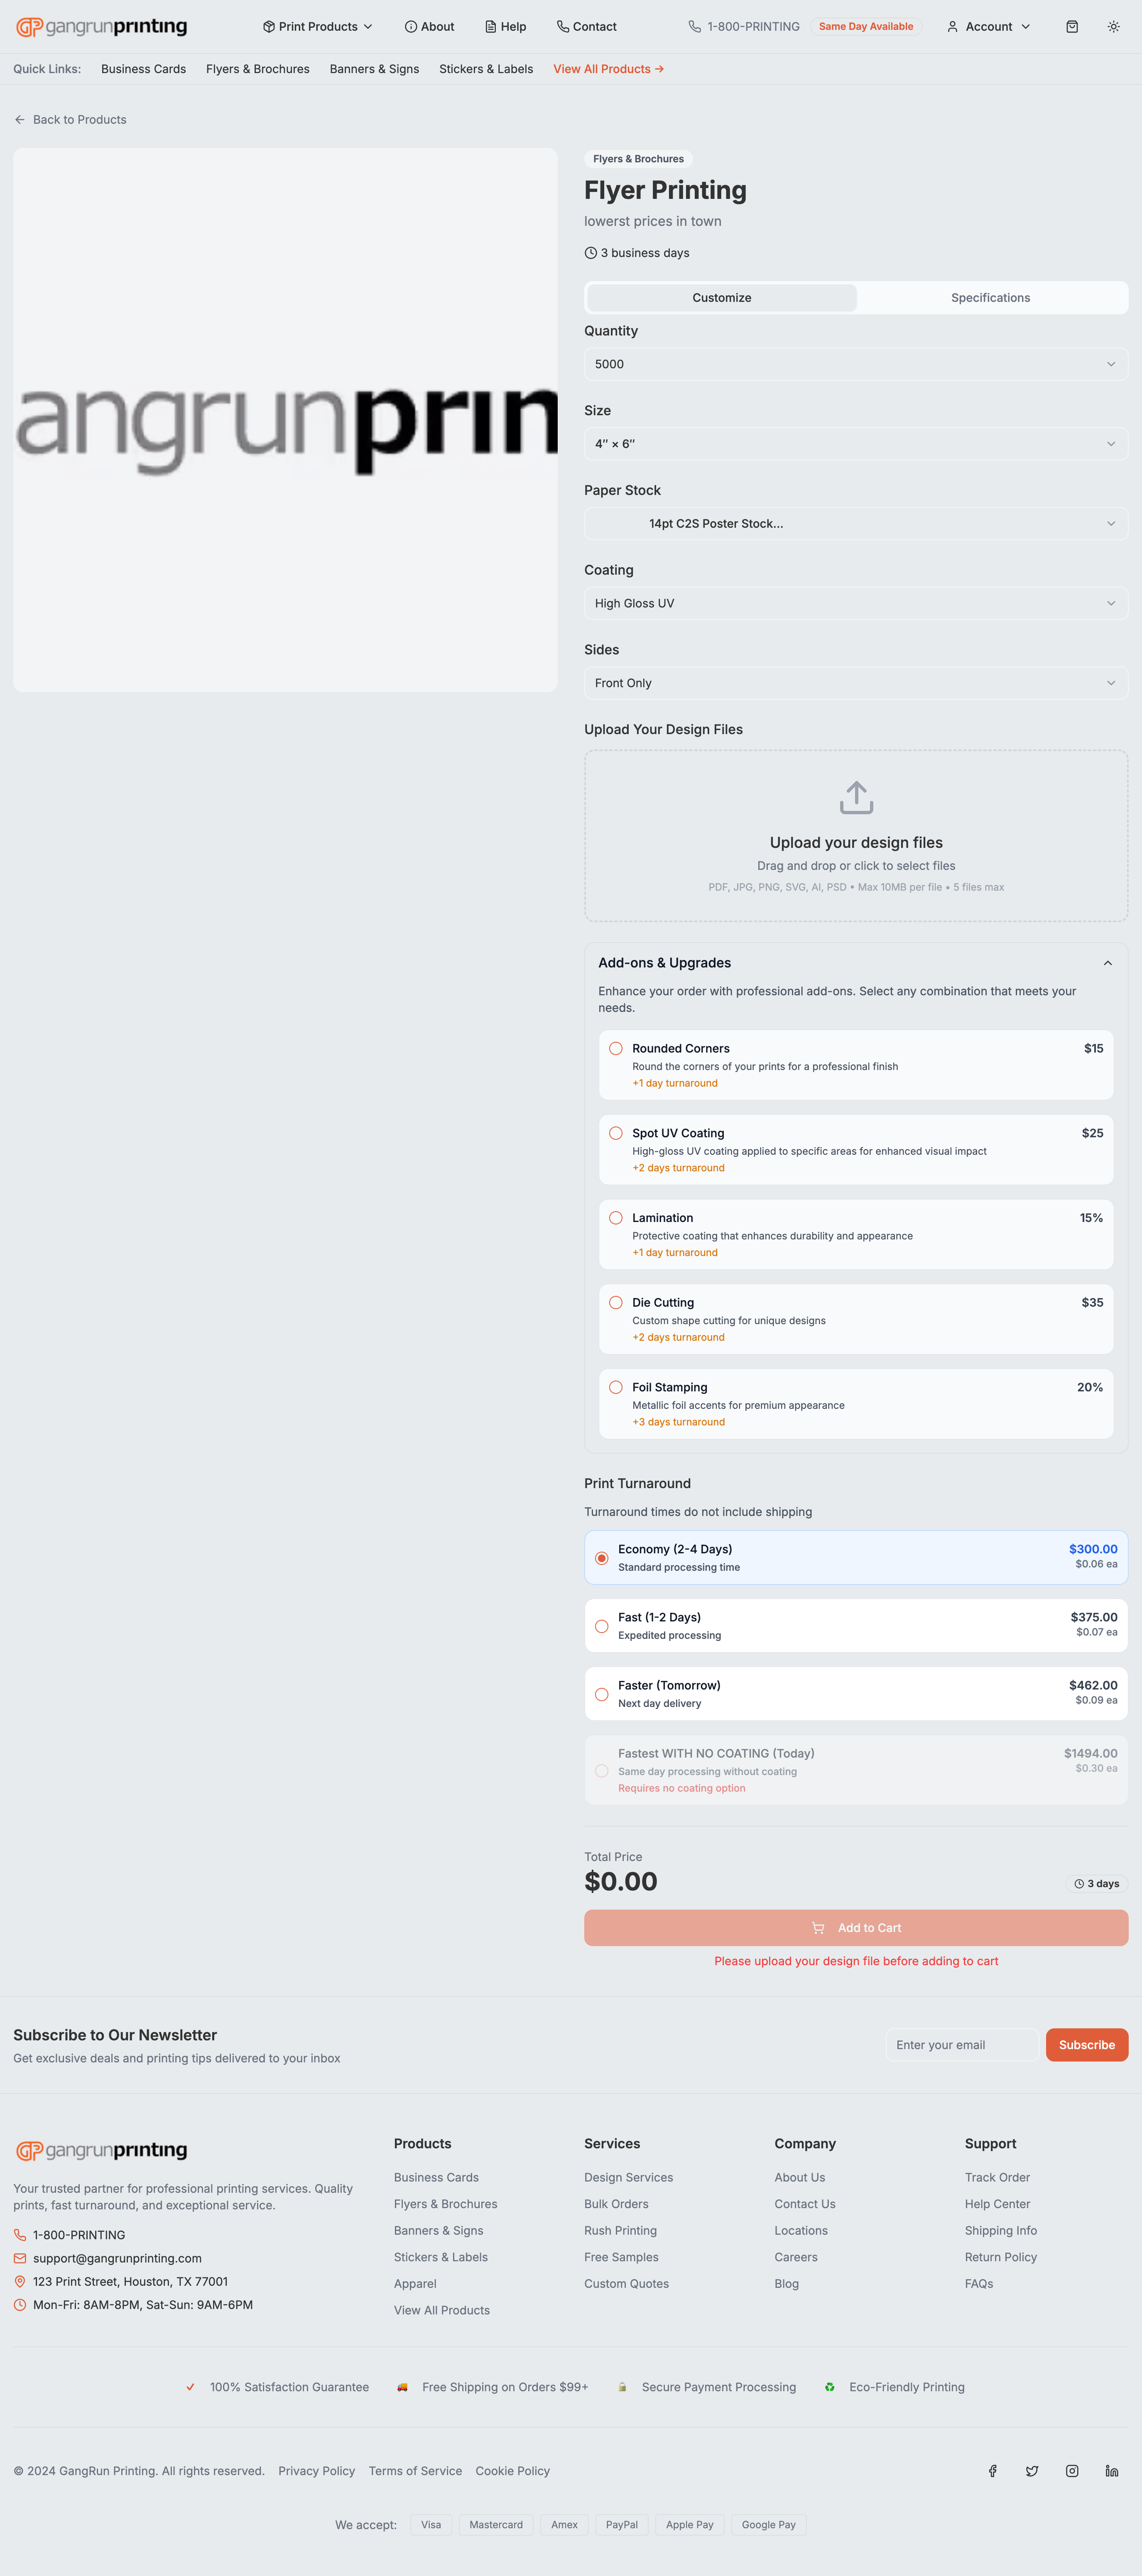 gangrunprinting
Print Products
About
Help
Contact
1-800-PRINTING
Same Day Available
Account
Quick Links:
Business Cards
Flyers & Brochures
Banners & Signs
Stickers & Labels
View All Products →
Back to Products
angrunprin
Flyers & Brochures
Flyer Printing
lowerst prices in town
3 business days
Customize
Specifications
Quantity
5000
Size
4″ × 6″
Paper Stock
14pt C2S Poster Stock...
Coating
High Gloss UV
Sides
Front Only
Upload Your Design Files
Upload your design files
Drag and drop or click to select files
PDF, JPG, PNG, SVG, AI, PSD • Max 10MB per file • 5 files max
Add-ons & Upgrades
Enhance your order with professional add-ons. Select any combination that meets your
needs.
Rounded Corners
$15
Round the corners of your prints for a professional finish
+1 day turnaround
Spot UV Coating
$25
High-gloss UV coating applied to specific areas for enhanced visual impact
+2 days turnaround
Lamination
15%
Protective coating that enhances durability and appearance
+1 day turnaround
Die Cutting
$35
Custom shape cutting for unique designs
+2 days turnaround
Foil Stamping
20%
Metallic foil accents for premium appearance
+3 days turnaround
Print Turnaround
Turnaround times do not include shipping
Economy (2-4 Days)
$300.00
Standard processing time
$0.06 ea
Fast (1-2 Days)
$375.00
Expedited processing
$0.07 ea
Faster (Tomorrow)
$462.00
Next day delivery
$0.09 ea
Fastest WITH NO COATING (Today)
$1494.00
Same day processing without coating
$0.30 ea
Requires no coating option
Total Price
$0.00
3 days
Add to Cart
Please upload your design file before adding to cart
Subscribe to Our Newsletter
Get exclusive deals and printing tips delivered to your inbox
Enter your email
Subscribe
gangrunprinting
Your trusted partner for professional printing services. Quality
prints, fast turnaround, and exceptional service.
1-800-PRINTING
support@gangrunprinting.com
123 Print Street, Houston, TX 77001
Mon-Fri: 8AM-8PM, Sat-Sun: 9AM-6PM
Products
Business Cards
Flyers & Brochures
Banners & Signs
Stickers & Labels
Apparel
View All Products
Services
Design Services
Bulk Orders
Rush Printing
Free Samples
Custom Quotes
Company
About Us
Contact Us
Locations
Careers
Blog
Support
Track Order
Help Center
Shipping Info
Return Policy
FAQs
100% Satisfaction Guarantee
Free Shipping on Orders $99+
Secure Payment Processing
Eco-Friendly Printing
© 2024 GangRun Printing. All rights reserved.
Privacy Policy
Terms of Service
Cookie Policy
We accept:
Visa
Mastercard
Amex
PayPal
Apple Pay
Google Pay